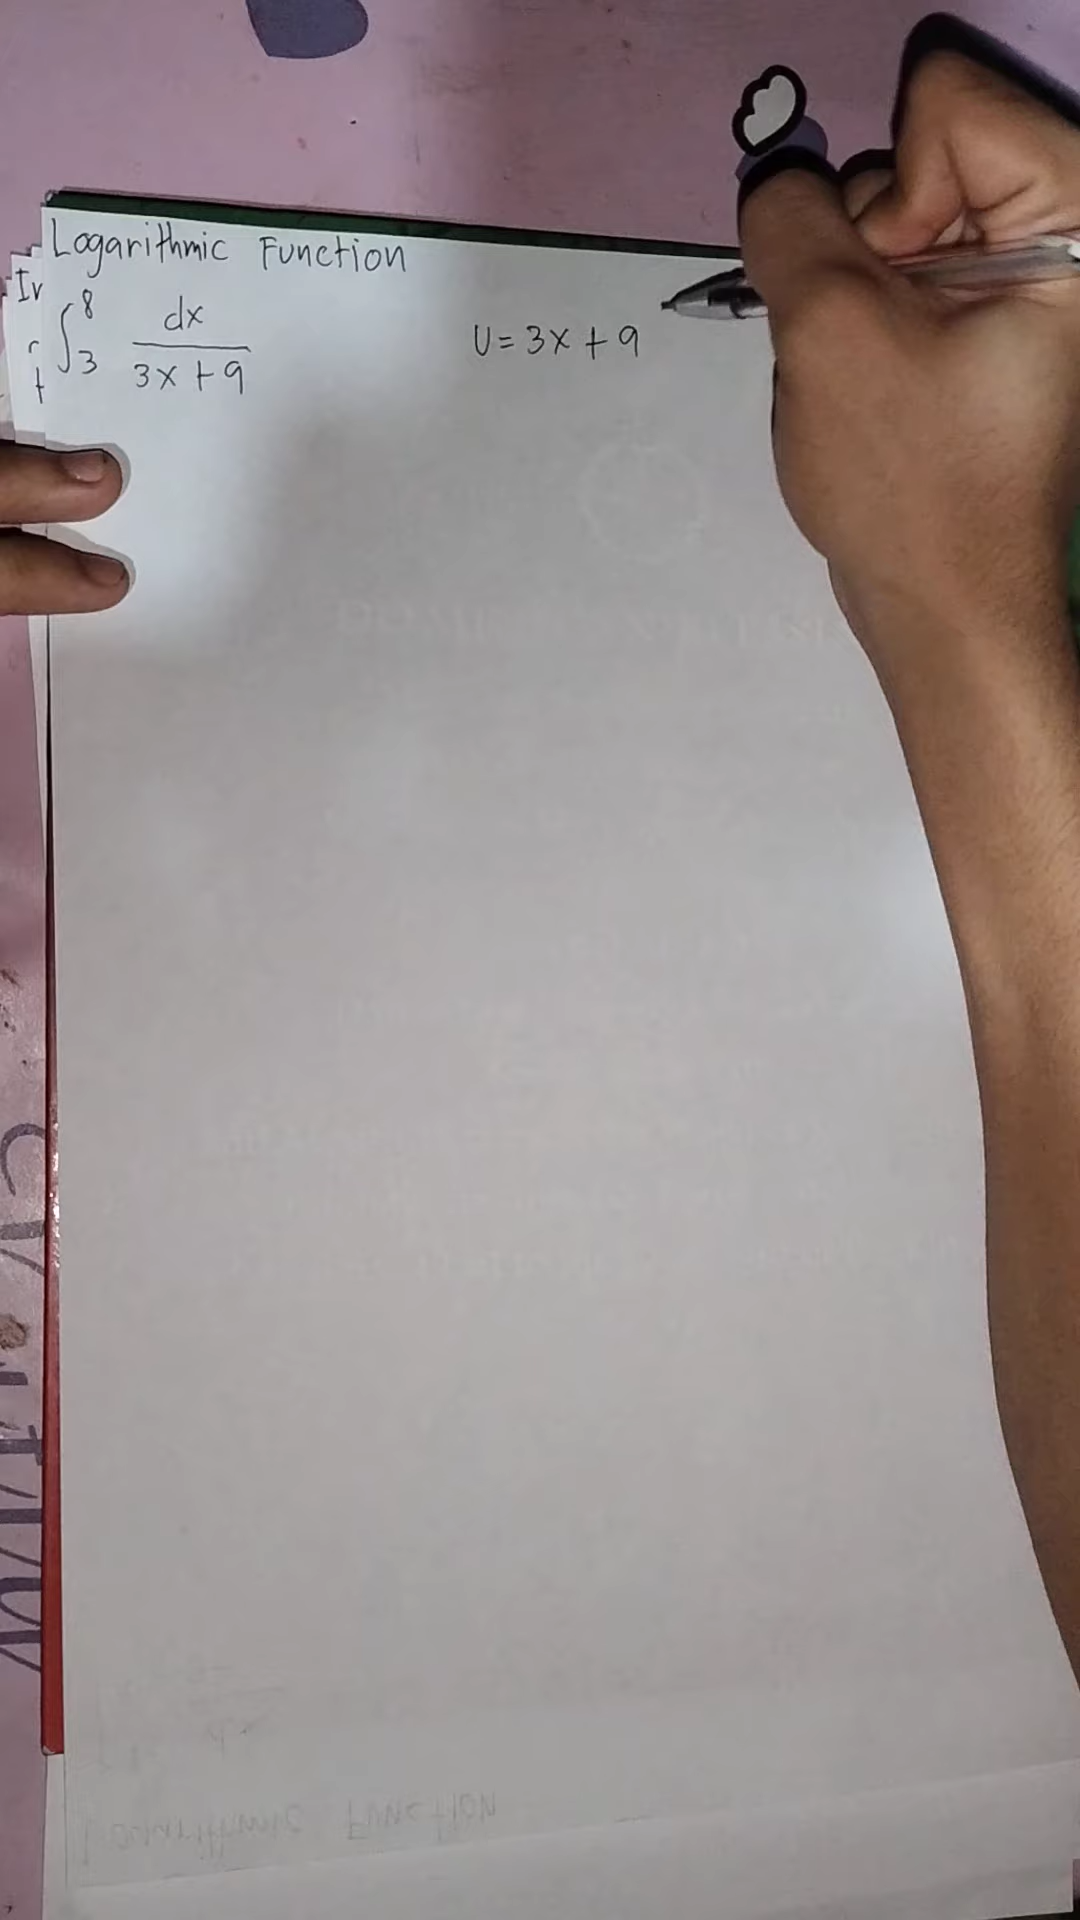 Logarithmic Function
∫₃⁸ dx/(3x+9)
U = 3x + 9